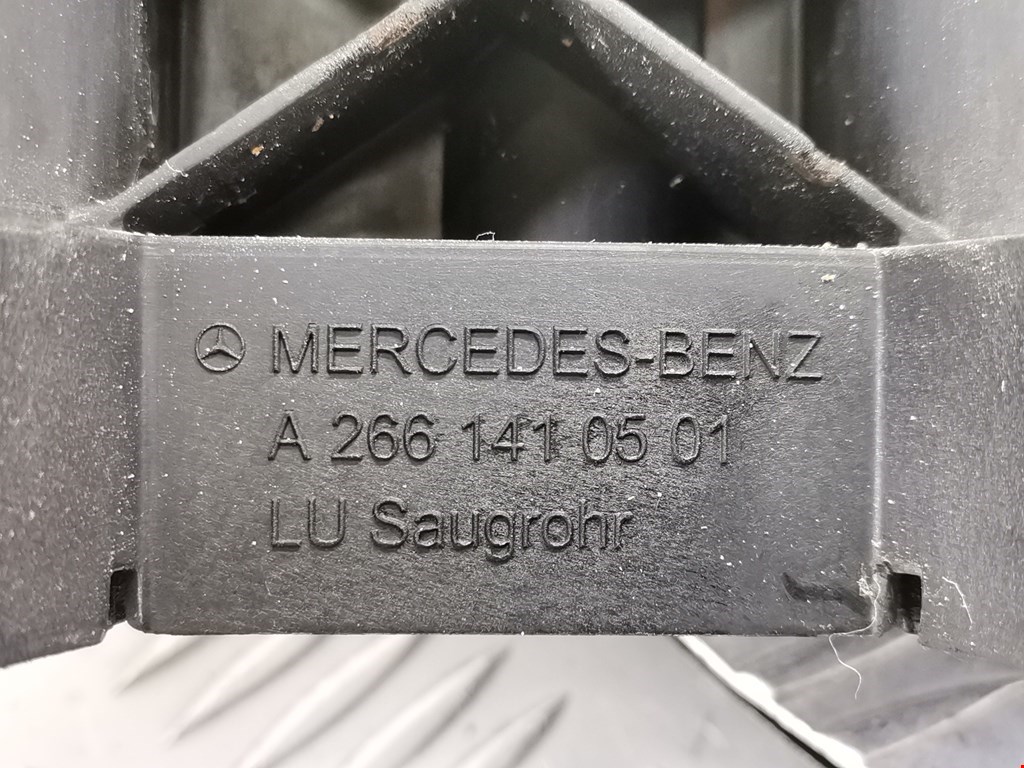 MERCEDES-BENZ
A 266 141 05 01
LU Saugrohr